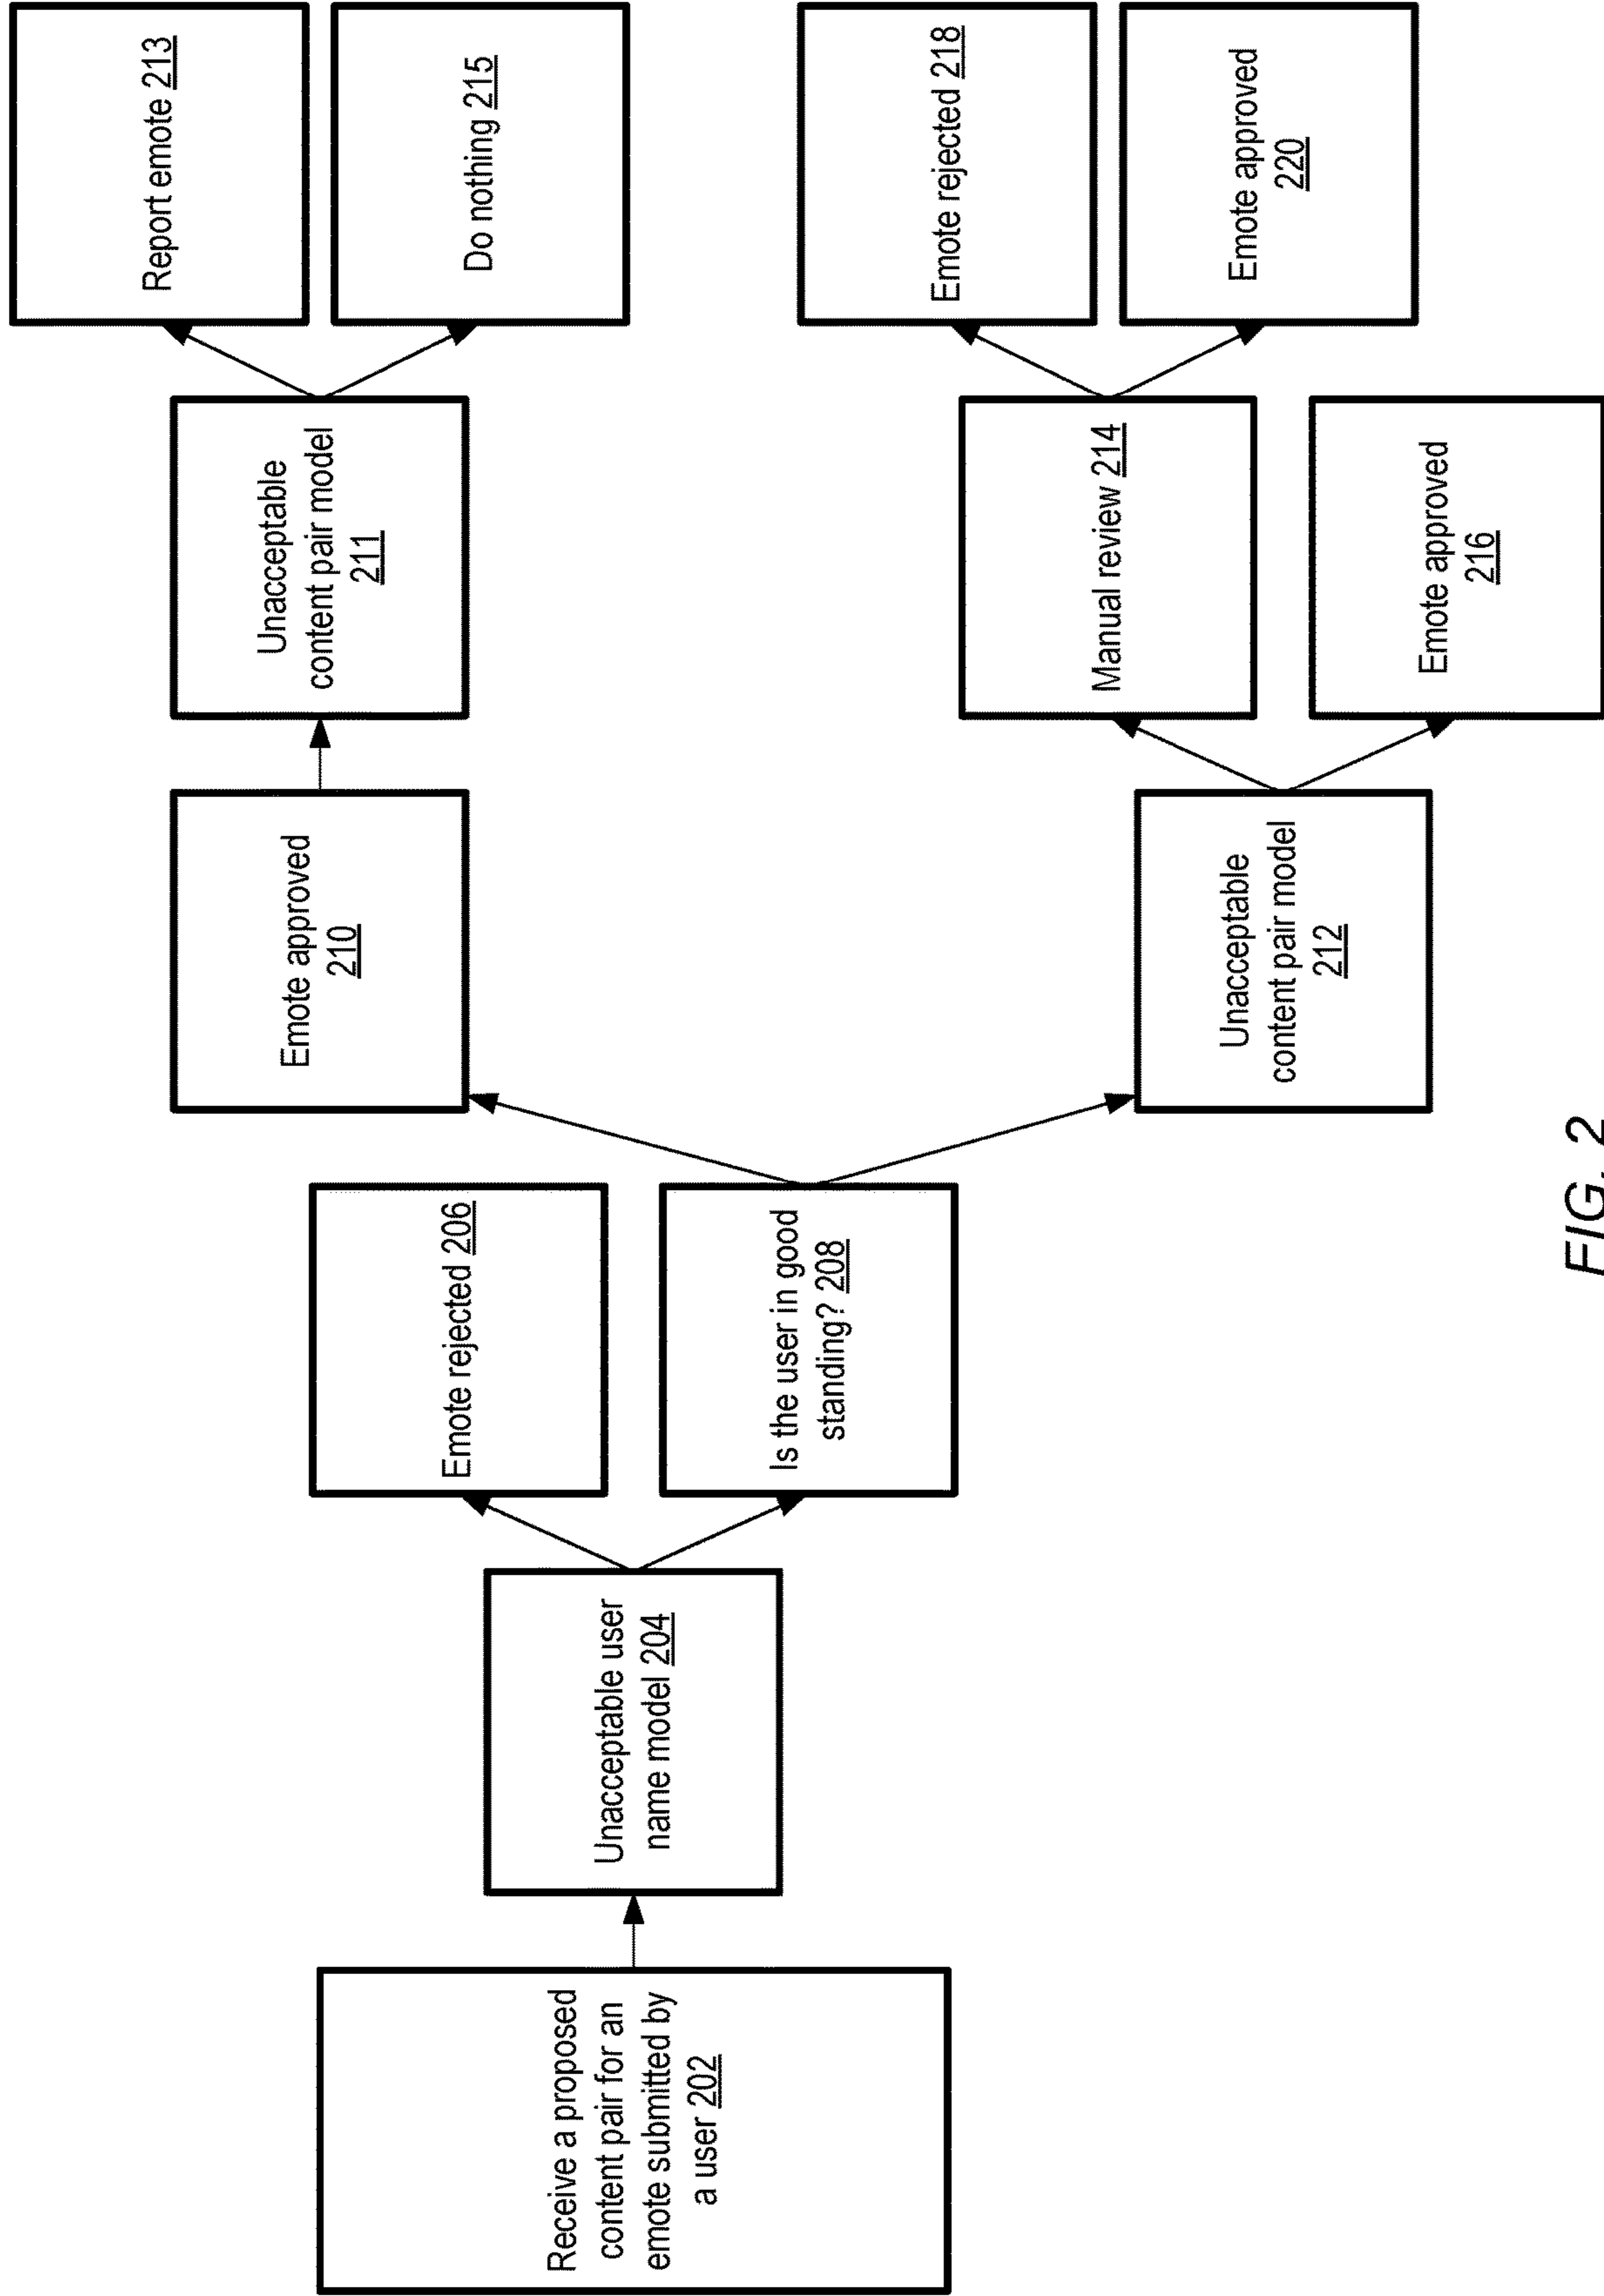 Receive a proposed
content pair for an
emote submitted by
a user 202
Unacceptable user
name model 204
Emote rejected 206
Is the user in good
standing? 208
Emote approved
210
Unacceptable
content pair model
211
Report emote 213
Do nothing 215
Unacceptable
content pair model
212
Manual review 214
Emote approved
216
Emote rejected 218
Emote approved
220
FIG. 2